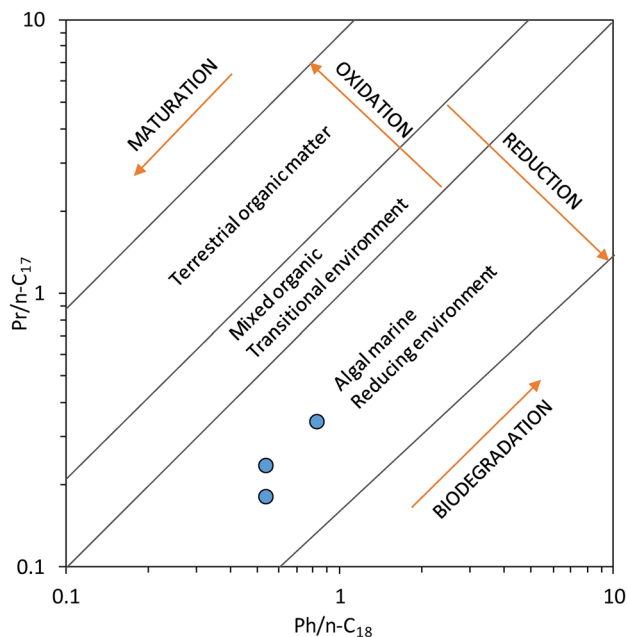 10
1
0.1
Pr/n-C₁₇
MATURATION
OXIDATION
REDUCTION
Terrestrial organic matter
Mixed organic
Transitional environment
Algal marine
Reducing environment
BIODEGRADATION
0.1
1
10
Ph/n-C₁₈